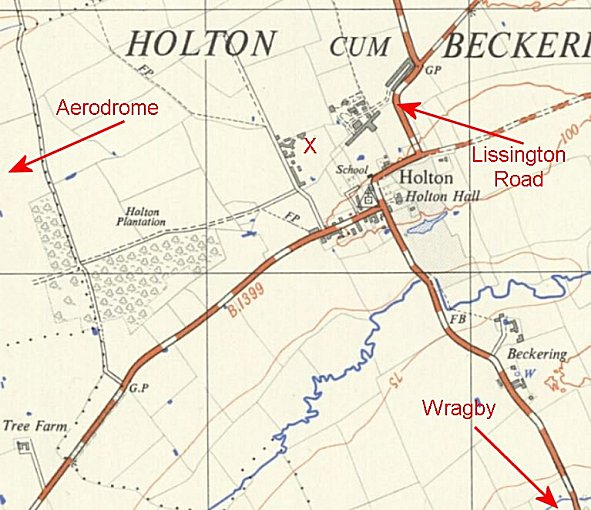 HOLTON CUM BECKERI
FP
GP
Aerodrome
X
100
Lissington
Road
School
Holton
Holton Hall
Holton
Plantation
FP
B.1399
FB
75
Beckering
W
G.P
Wragby
Tree Farm